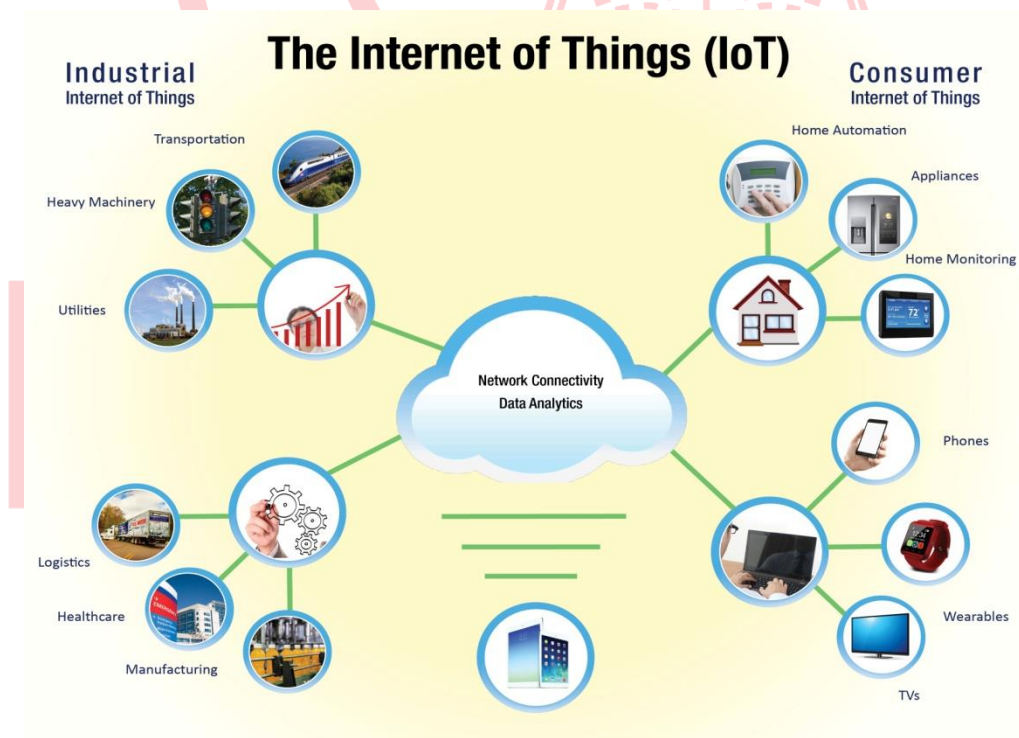 The Internet of Things (IoT)
Industrial
Internet of Things
Consumer
Internet of Things
Transportation
Heavy Machinery
Utilities
Home Automation
Appliances
Home Monitoring
72°
Network Connectivity
Data Analytics
Logistics
Healthcare
Manufacturing
Phones
Wearables
TVs